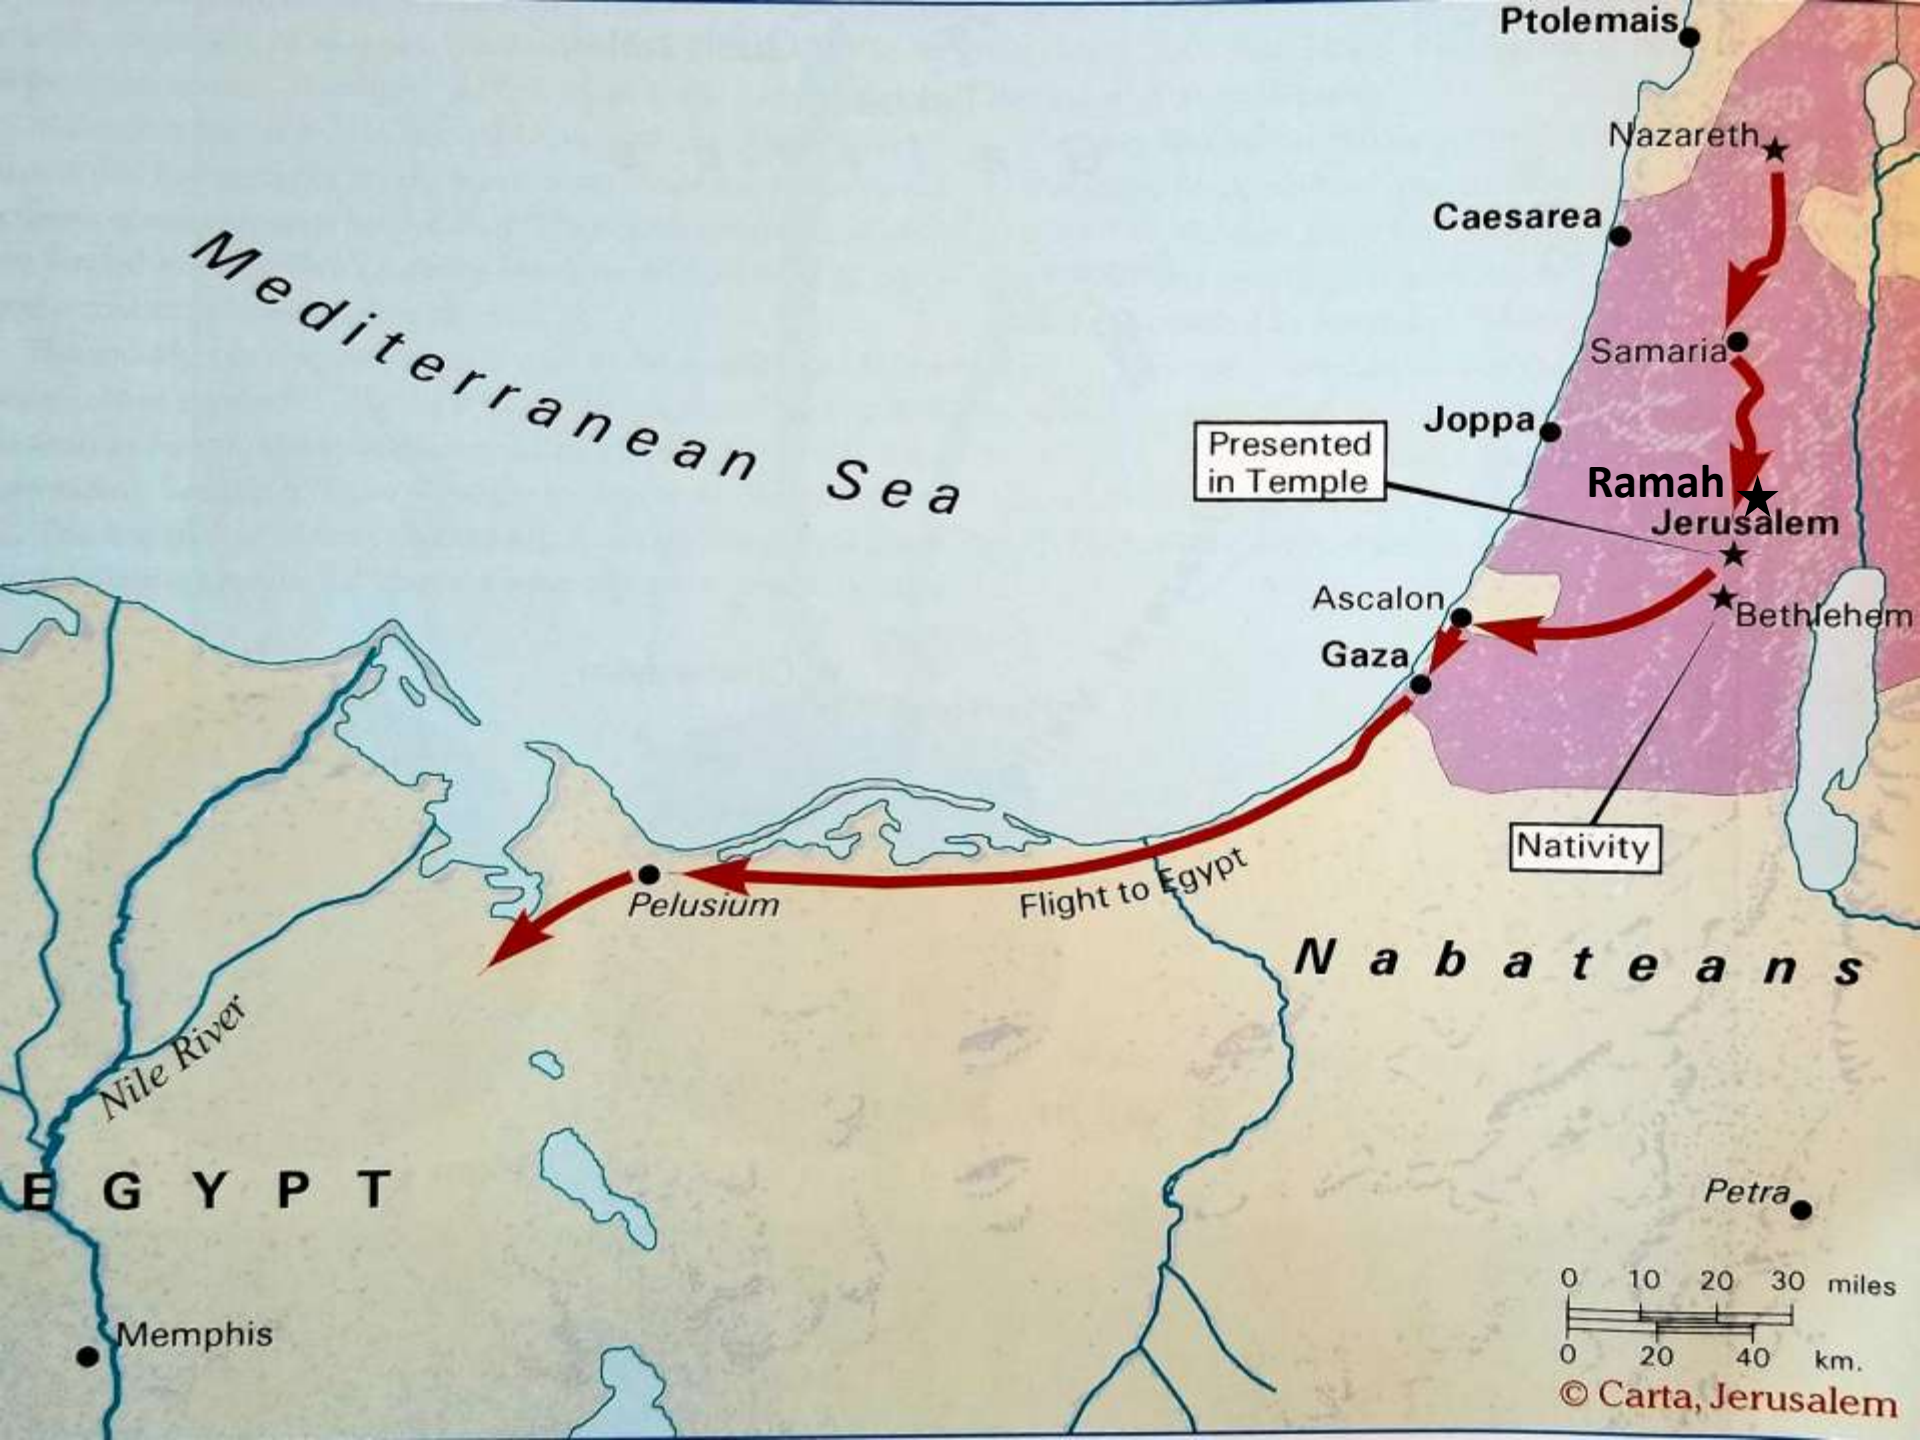 Ptolemais
Nazareth
Caesarea
Mediterranean Sea
Samaria
Joppa
Presented
in Temple
Ramah
Jerusalem
Ascalon
Bethlehem
Gaza
Nativity
Pelusium
Flight to Egypt
Nabateans
Nile River
EGYPT
Petra
Memphis
0 10 20 30 miles
0 20 40 km.
© Carta, Jerusalem